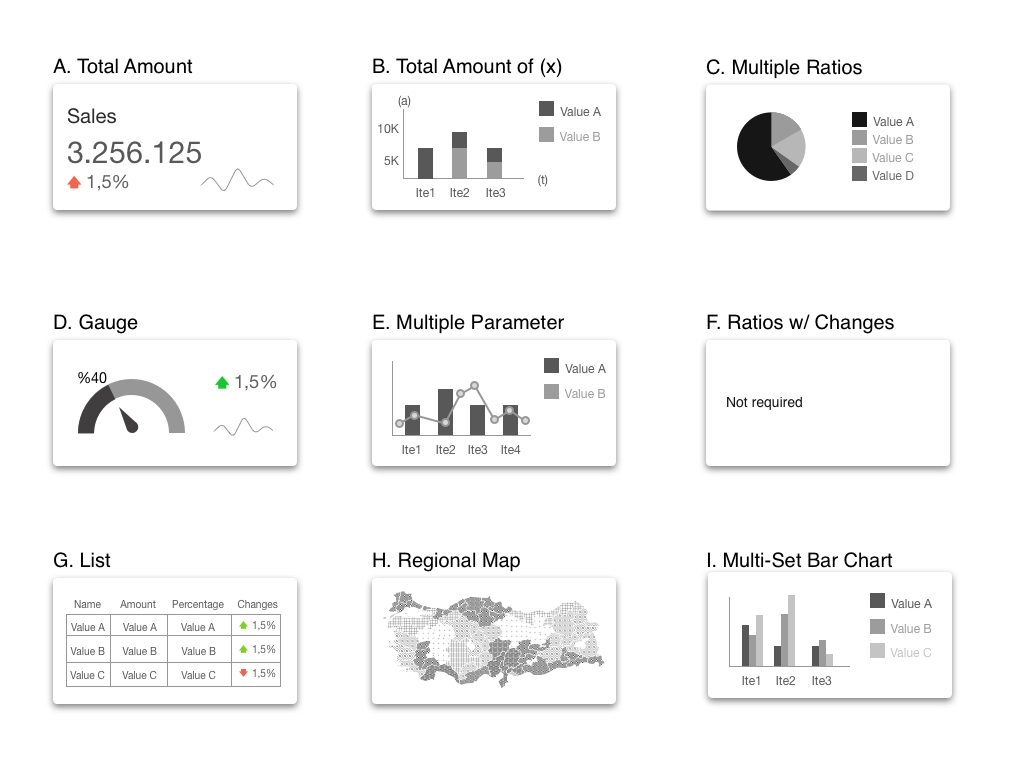 A. Total Amount
Sales
3.256.125
1,5%
B. Total Amount of (x)
(a)
10K
5K
Ite1 Ite2 Ite3
(t)
Value A
Value B
C. Multiple Ratios
Value A
Value B
Value C
Value D
D. Gauge
%40
1,5%
E. Multiple Parameter
Value A
Value B
Ite1 Ite2 Ite3 Ite4
F. Ratios w/ Changes
Not required
G. List
Name Amount Percentage Changes
Value A Value A Value A 1,5%
Value B Value B Value B 1,5%
Value C Value C Value C 1,5%
H. Regional Map
I. Multi-Set Bar Chart
Value A
Value B
Value C
Ite1 Ite2 Ite3